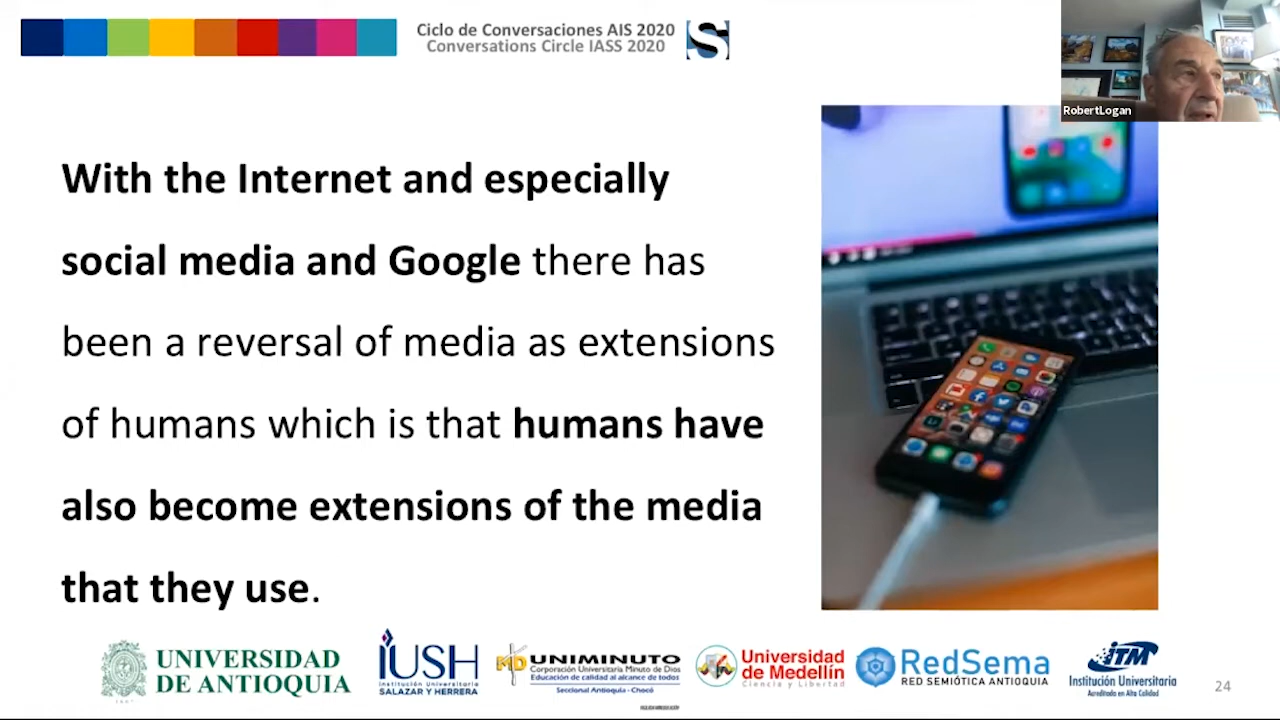 Ciclo de Conversaciones AIS 2020
Conversations Circle IASS 2020
S
RobertLogan
With the Internet and especially
social media and Google there has
been a reversal of media as extensions
of humans which is that humans have
also become extensions of the media
that they use.
UNIVERSIDAD
DE ANTIOQUIA
IUSH
Institución Universitaria
SALAZAR Y HERRERA
MD UNIMINUTO
Corporación Universitaria Minuto de Dios
Educación de calidad al alcance de todos
Seccional Antioquia - Chocó
Universidad
de Medellín
Ciencia y Libertad
RedSema
RED SEMIÓTICA ANTIOQUIA
iTM
Institución Universitaria
Acreditada en Alta Calidad
24